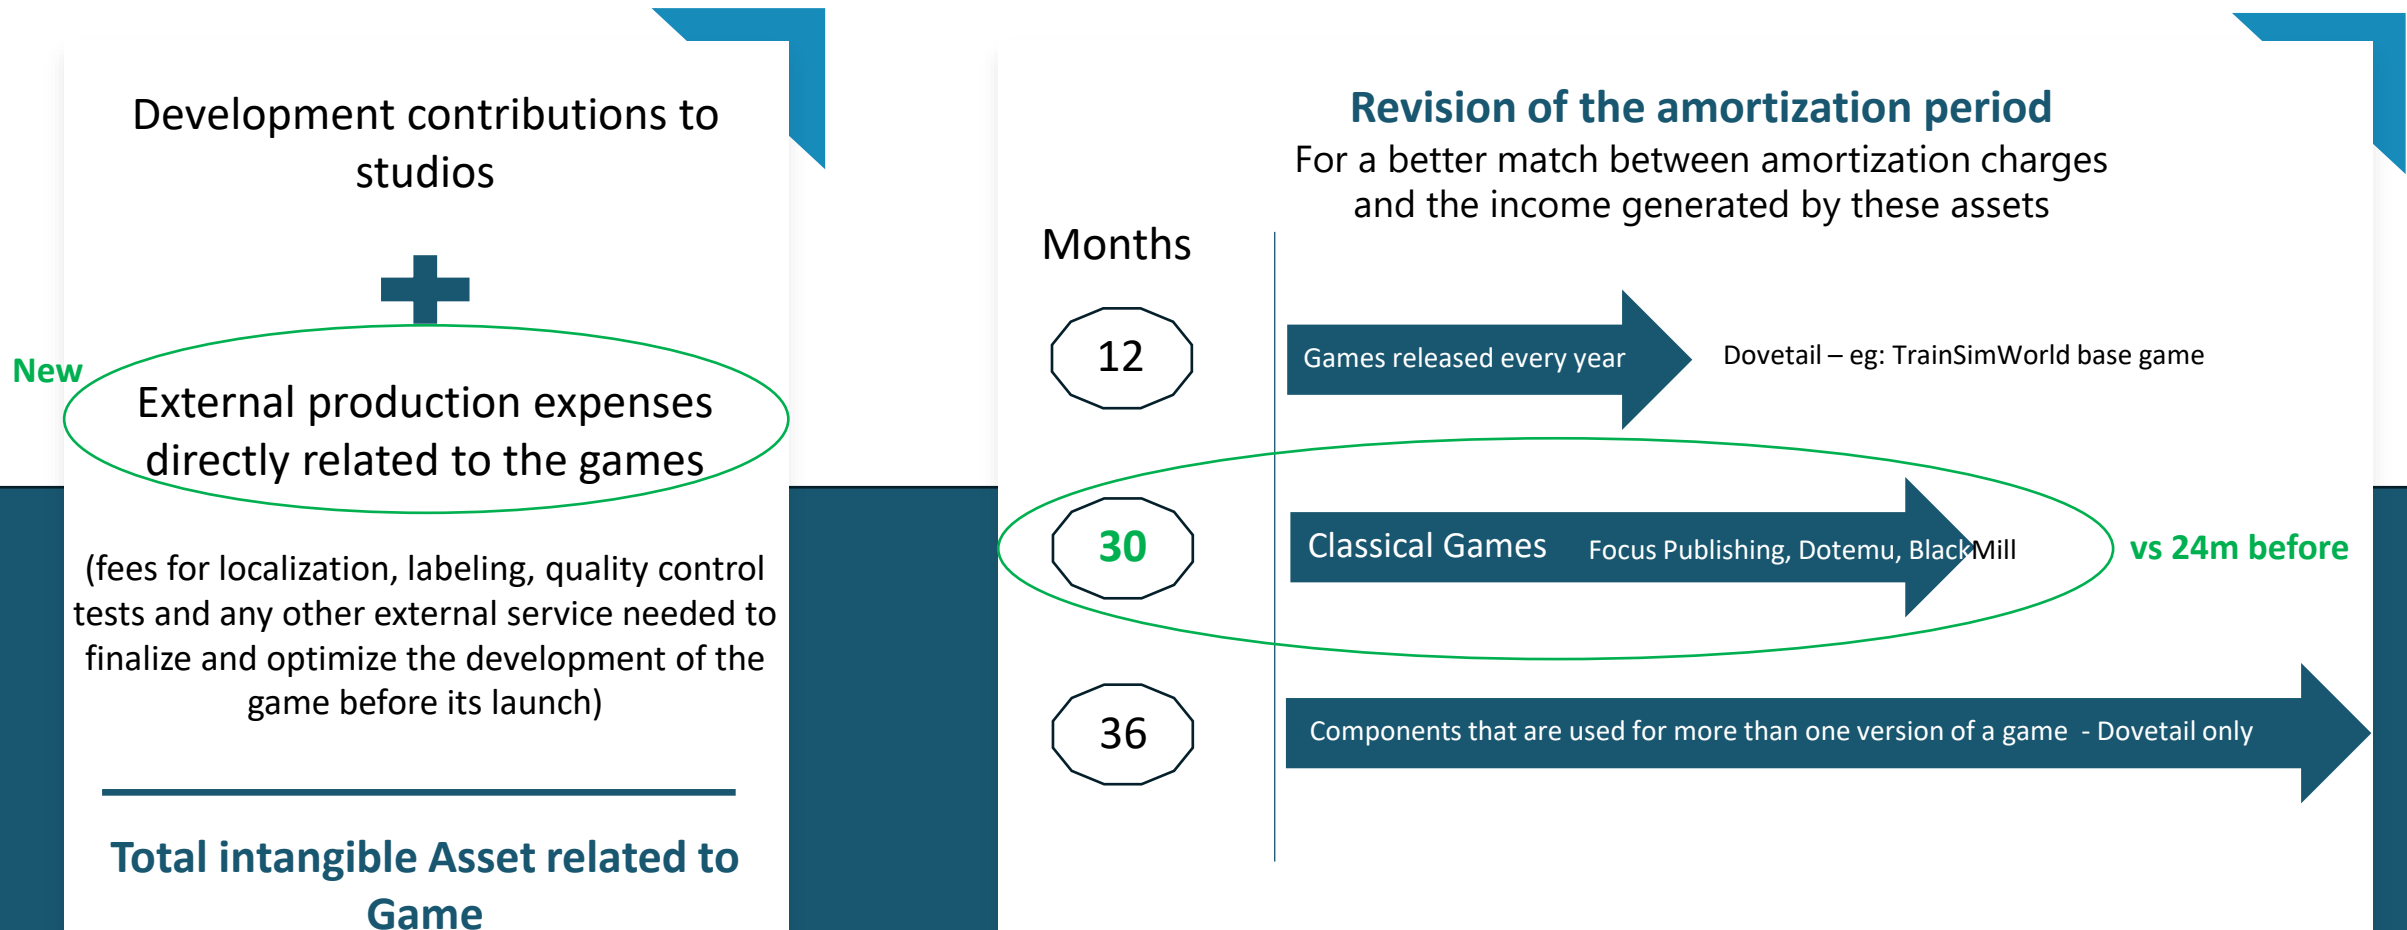 Development contributions to
studios
New
External production expenses
directly related to the games
(fees for localization, labeling, quality control
tests and any other external service needed to
finalize and optimize the development of the
game before its launch)
Total intangible Asset related to
Game
Revision of the amortization period
For a better match between amortization charges
and the income generated by these assets
Months
12
Games released every year
Dovetail – eg: TrainSimWorld base game
30
Classical Games
Focus Publishing, Dotemu, BlackMill
vs 24m before
36
Components that are used for more than one version of a game - Dovetail only